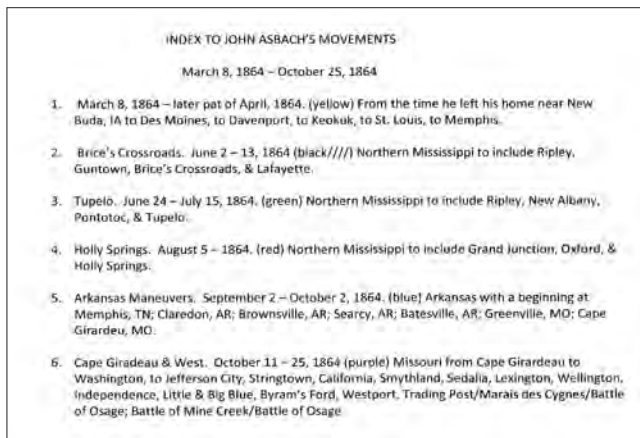 INDEX TO JOHN ASBACH'S MOVEMENTS
March 8, 1864 – October 25, 1864
1. March 8, 1864 – later pat of April, 1864. (yellow) From the time he left his home near New
Buda, IA to Des Moines, to Davenport, to Keokuk, to St. Louis, to Memphis.
2. Brice's Crossroads. June 2 – 13, 1864 (black////) Northern Mississippi to include Ripley,
Guntown, Brice's Crossroads, & Lafayette.
3. Tupelo. June 24 – July 15, 1864. (green) Northern Mississippi to include Ripley, New Albany,
Pontotoc, & Tupelo.
4. Holly Springs. August 5 – 1864. (red) Northern Mississippi to include Grand Junction, Oxford, &
Holly Springs.
5. Arkansas Maneuvers. September 2 – October 2, 1864. (blue) Arkansas with a beginning at
Memphis, TN; Claredon, AR; Brownsville, AR; Searcy, AR; Batesville, AR; Greenville, MO; Cape
Girardeu, MO.
6. Cape Giradeau & West. October 11 – 25, 1864 (purple) Missouri from Cape Girardeau to
Washington, to Jefferson City, Stringtown, California, Smythland, Sedalia, Lexington, Wellington,
Independence, Little & Big Blue, Byram's Ford, Westport, Trading Post/Marais des Cygnes/Battle
of Osage; Battle of Mine Creek/Battle of Osage